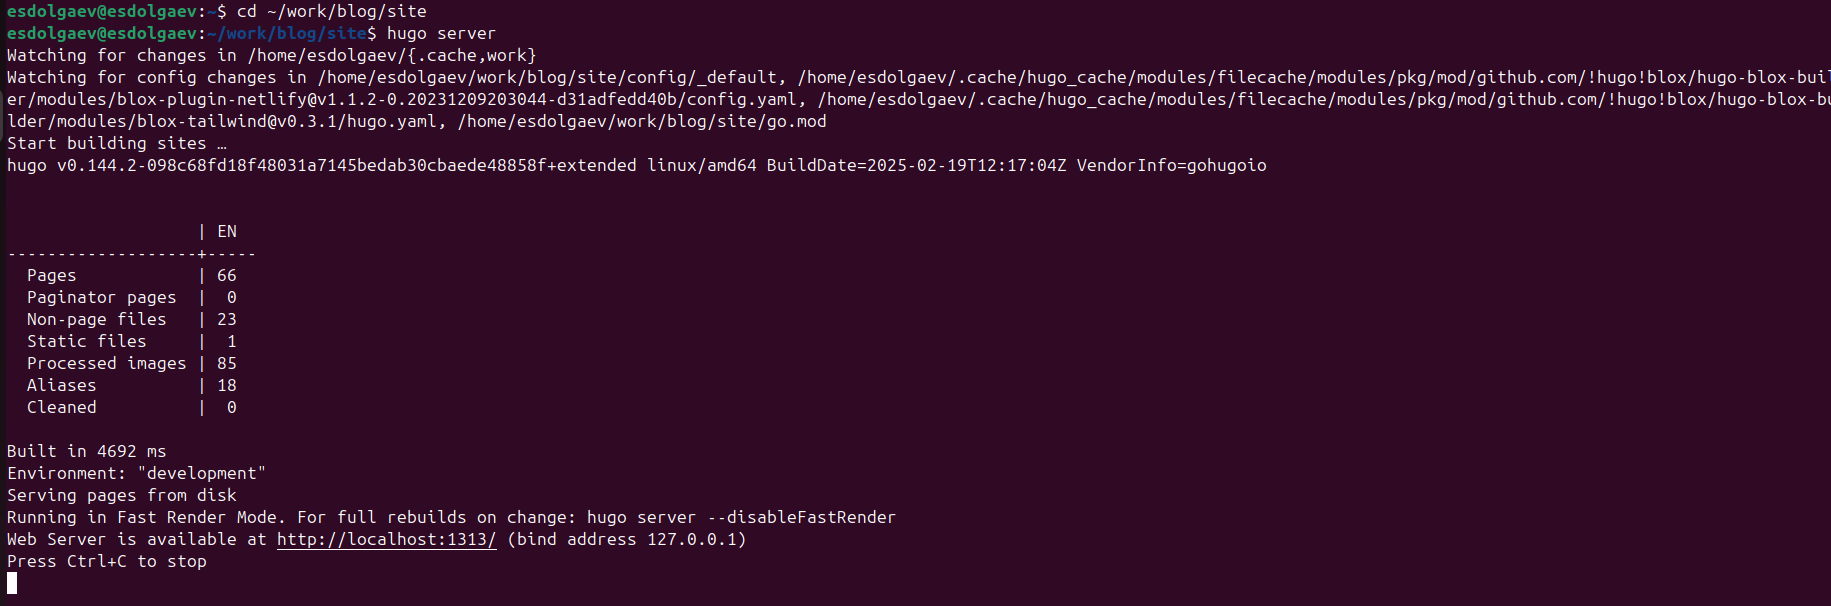 esdolgaev@esdolgaev:~$ cd ~/work/blog/site
esdolgaev@esdolgaev:~/work/blog/site$ hugo server
Watching for changes in /home/esdolgaev/{.cache,work}
Watching for config changes in /home/esdolgaev/work/blog/site/config/_default, /home/esdolgaev/.cache/hugo_cache/modules/filecache/modules/pkg/mod/github.com/!hugo!blox/hugo-blox-buil
er/modules/blox-plugin-netlify@v1.1.2-0.20231209203044-d31adfedd40b/config.yaml, /home/esdolgaev/.cache/hugo_cache/modules/filecache/modules/pkg/mod/github.com/!hugo!blox/hugo-blox-bu
lder/modules/blox-tailwind@v0.3.1/hugo.yaml, /home/esdolgaev/work/blog/site/go.mod
Start building sites …
hugo v0.144.2-098c68fd18f48031a7145bedab30cbaede48858f+extended linux/amd64 BuildDate=2025-02-19T12:17:04Z VendorInfo=gohugoio
                   | EN
-------------------+-----
  Pages            | 66
  Paginator pages  |  0
  Non-page files   | 23
  Static files     |  1
  Processed images | 85
  Aliases          | 18
  Cleaned          |  0
Built in 4692 ms
Environment: "development"
Serving pages from disk
Running in Fast Render Mode. For full rebuilds on change: hugo server --disableFastRender
Web Server is available at http://localhost:1313/ (bind address 127.0.0.1)
Press Ctrl+C to stop